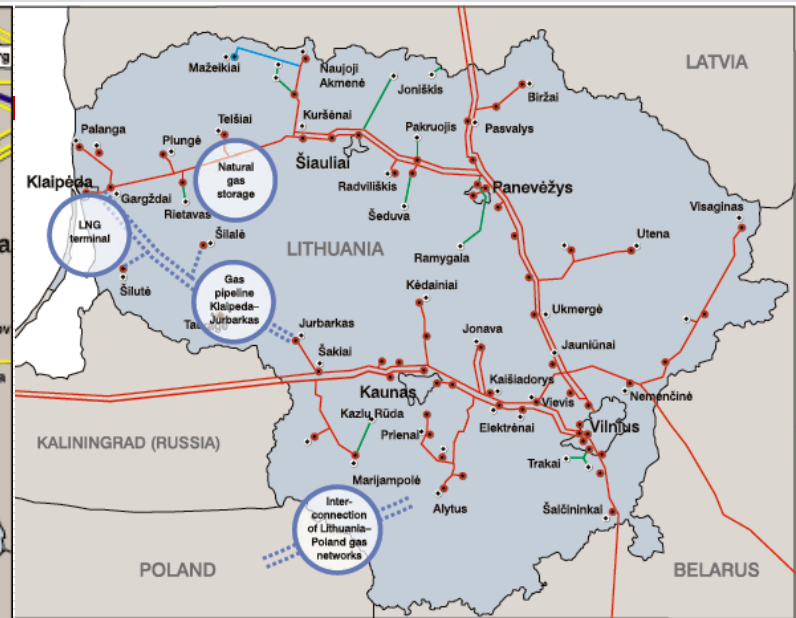 LATVIA
Mažeikiai
Naujoji
Akmenė
Joniškis
Biržai
Palanga
Plungė
Telšiai
Kuršėnai
Pakruojis
Pasvalys
Šiauliai
Natural
gas
storage
Klaipėda
Gargždai
Rietavas
Radviliškis
Šeduva
Panevėžys
Visaginas
LNG
terminal
Šilalė
LITHUANIA
Ramygala
Utena
Šilutė
Gas
pipeline
Klaipeda–
Jurbarkas
Kėdainiai
Ukmergė
Jurbarkas
Jonava
Jauniūnai
Šakiai
Kaunas
Kaišiadorys
Vievis
Nemenčinė
Kazlų Rūda
Prienai
Elektrėnai
Vilnius
KALININGRAD (RUSSIA)
Marijampolė
Trakai
Alytus
Šalčininkai
Inter-
connection
of Lithuania–
Poland gas
networks
POLAND
BELARUS